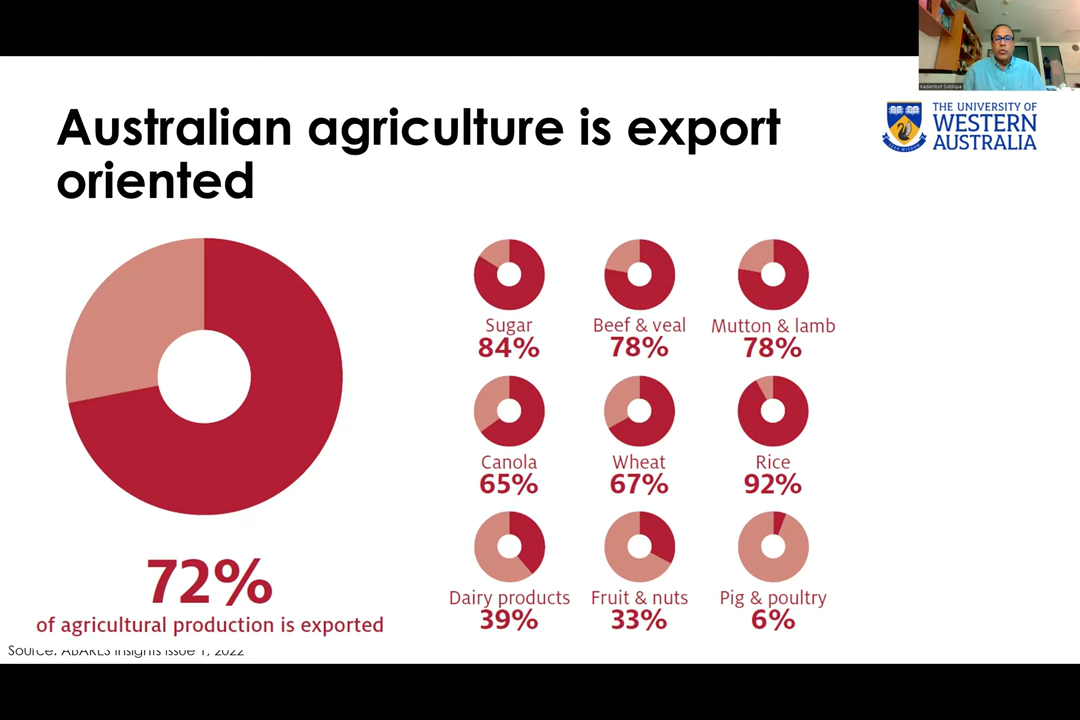 Kadambot Siddique
Australian agriculture is export
oriented
THE UNIVERSITY OF
WESTERN
AUSTRALIA
Sugar
84%
Beef & veal
78%
Mutton & lamb
78%
Canola
65%
Wheat
67%
Rice
92%
Dairy products
39%
Fruit & nuts
33%
Pig & poultry
6%
72%
of agricultural production is exported
Source: ABARES Insights Issue 1, 2022